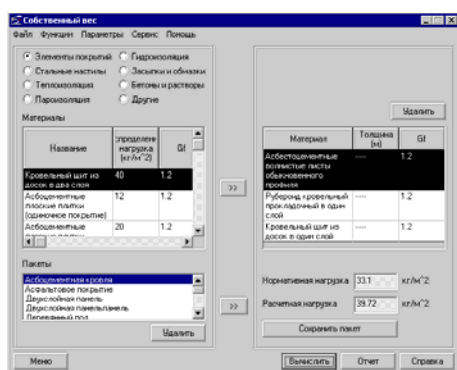 Собственный вес
Файл Функции Параметры Сервис Помощь
Элементы покрытий Гидроизоляция
Стальные настилы Засыпки и обмазки
Теплоизоляция Бетоны и растворы
Пароизоляция Другие
Материалы
Название
нагрузка
(кг/м^2)
Gf
Кровельный щит из
досок в два слоя
40
1.2
Асбоцементные
плоские плитки
(одиночное покрытие)
12
1.2
Асбоцементные
20
1.2
Пакеты
Асбоцементная кровля
Асфальтовое покрытие
Двухслойная панель
Двухслойная панельпанель
Деревянный пол
Удалить
>>
>>
Удалить
Материал
Толщина
(м)
Gf
Асбестоцементные
волнистые листы
обыкновенного
профиля
----
1.2
Рубероид кровельный
прокладочный в один
слой
----
1.2
Кровельный щит из
досок в один слой
----
1.2
Нормативная нагрузка 33.1 кг/м^2
Расчетная нагрузка 39.72 кг/м^2
Сохранить пакет
Меню
Вычислить
Отчет
Справка